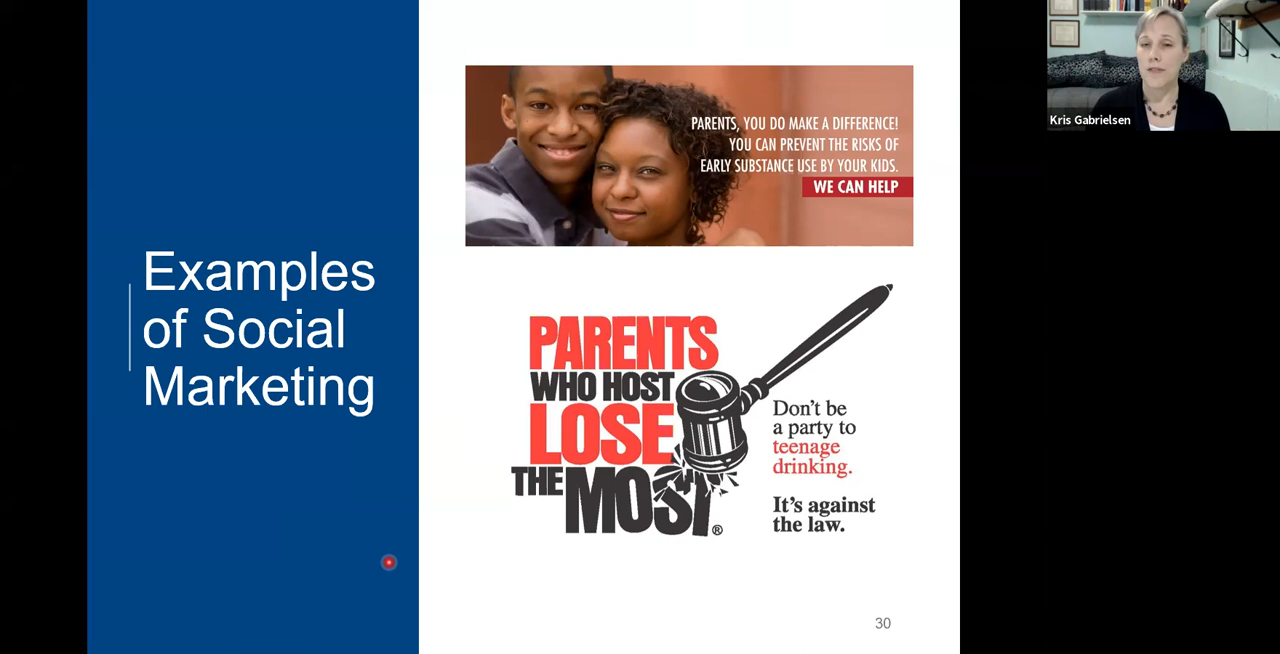 Examples
of Social
Marketing
PARENTS, YOU DO MAKE A DIFFERENCE!
YOU CAN PREVENT THE RISKS OF
EARLY SUBSTANCE USE BY YOUR KIDS.
WE CAN HELP
PARENTS
WHO HOST
LOSE
THE MOST
®
Don't be
a party to
teenage
drinking.
It's against
the law.
30
Kris Gabrielsen